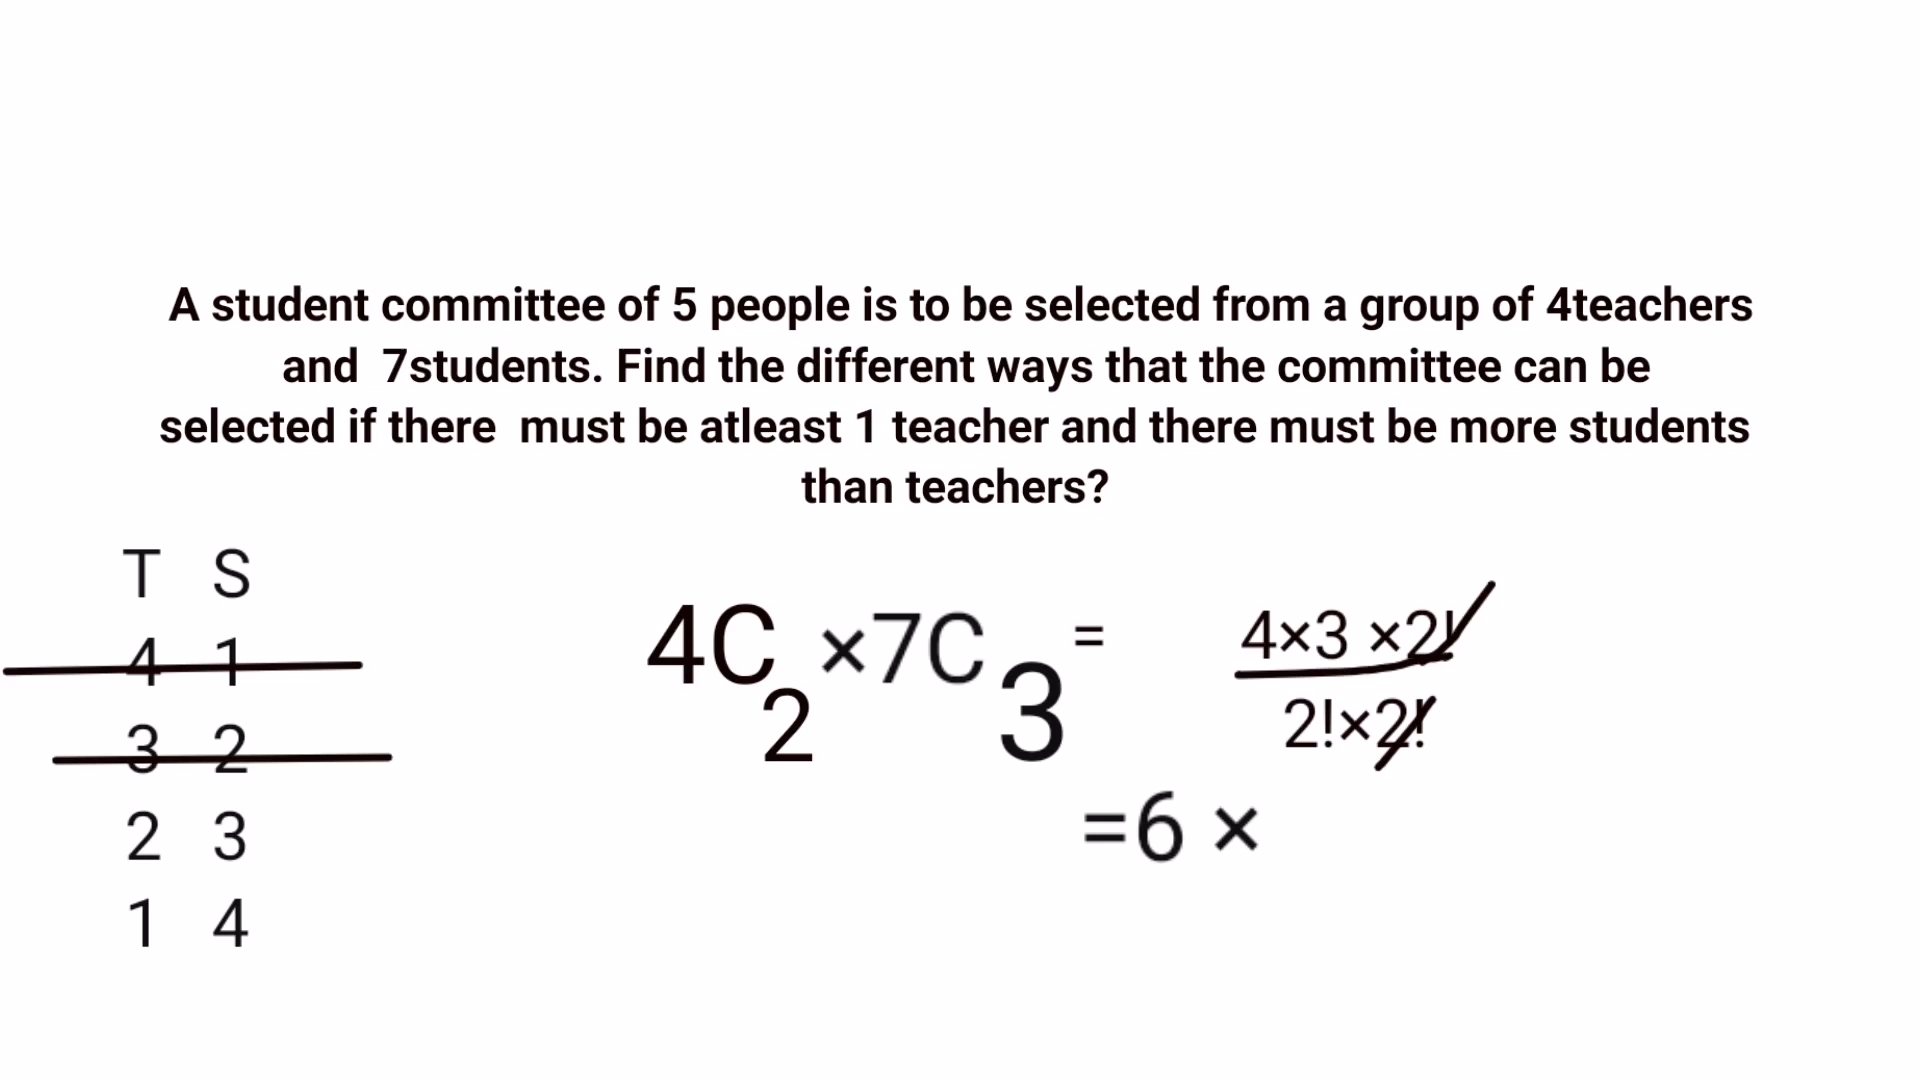 A student committee of 5 people is to be selected from a group of 4teachers
and 7students. Find the different ways that the committee can be
selected if there must be atleast 1 teacher and there must be more students
than teachers?
T S
4 1
3 2
2 3
1 4
4C2 ×7C3 =
4×3 ×2!
2!×2!
=6 ×